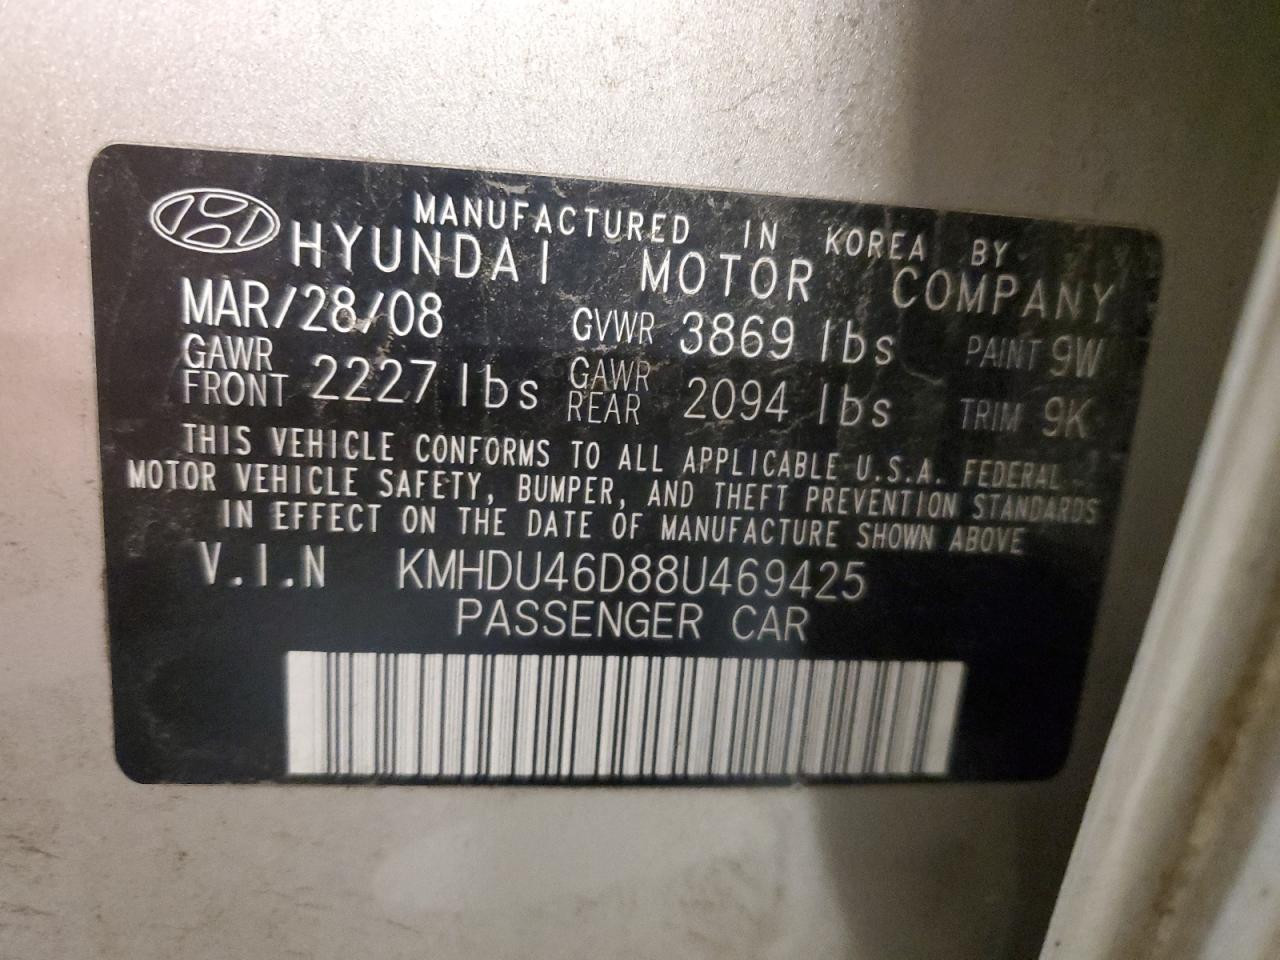 MANUFACTURED IN KOREA BY
HYUNDAI MOTOR COMPANY
MAR/28/08 GVWR 3869 lbs PAINT 9W
GAWR FRONT 2227 lbs GAWR REAR 2094 lbs TRIM 9K
THIS VEHICLE CONFORMS TO ALL APPLICABLE U.S.A. FEDERAL
MOTOR VEHICLE SAFETY, BUMPER, AND THEFT PREVENTION STANDARDS
IN EFFECT ON THE DATE OF MANUFACTURE SHOWN ABOVE
V.I.N KMHDU46D88U469425
PASSENGER CAR